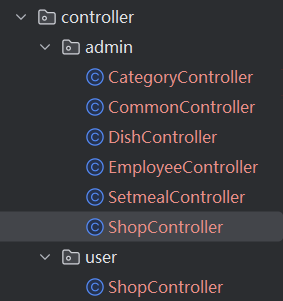 controller
admin
CategoryController
CommonController
DishController
EmployeeController
SetmealController
ShopController
user
ShopController